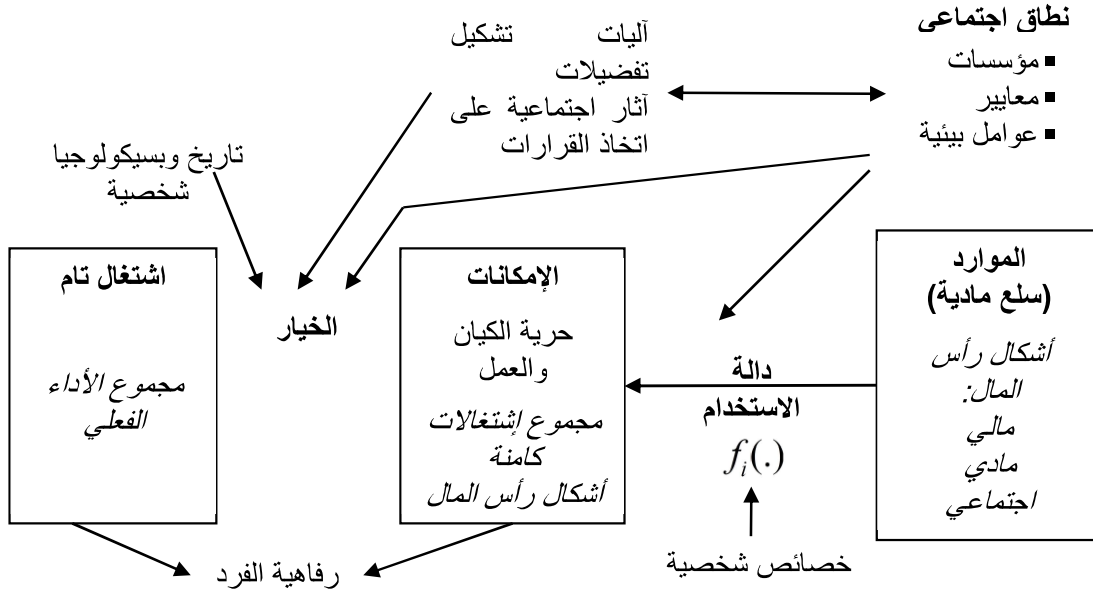 نطاق اجتماعى
مؤسسات
معايير
عوامل بيئية
آليات تشكيل
تفضيلات
آثار اجتماعية على
اتخاذ القرارات
تاريخ وبسيكولوجيا
شخصية
الموارد
(سلع مادية)
أشكال رأس
المال:
مالي
مادي
اجتماعي
دالة
الاستخدام
f_i(.)
خصائص شخصية
الإمكانات
حرية الكيان
والعمل
مجموع إشتغالات
كامنة
أشكال رأس المال
الخيار
اشتغال تام
مجموع الأداء
الفعلي
رفاهية الفرد